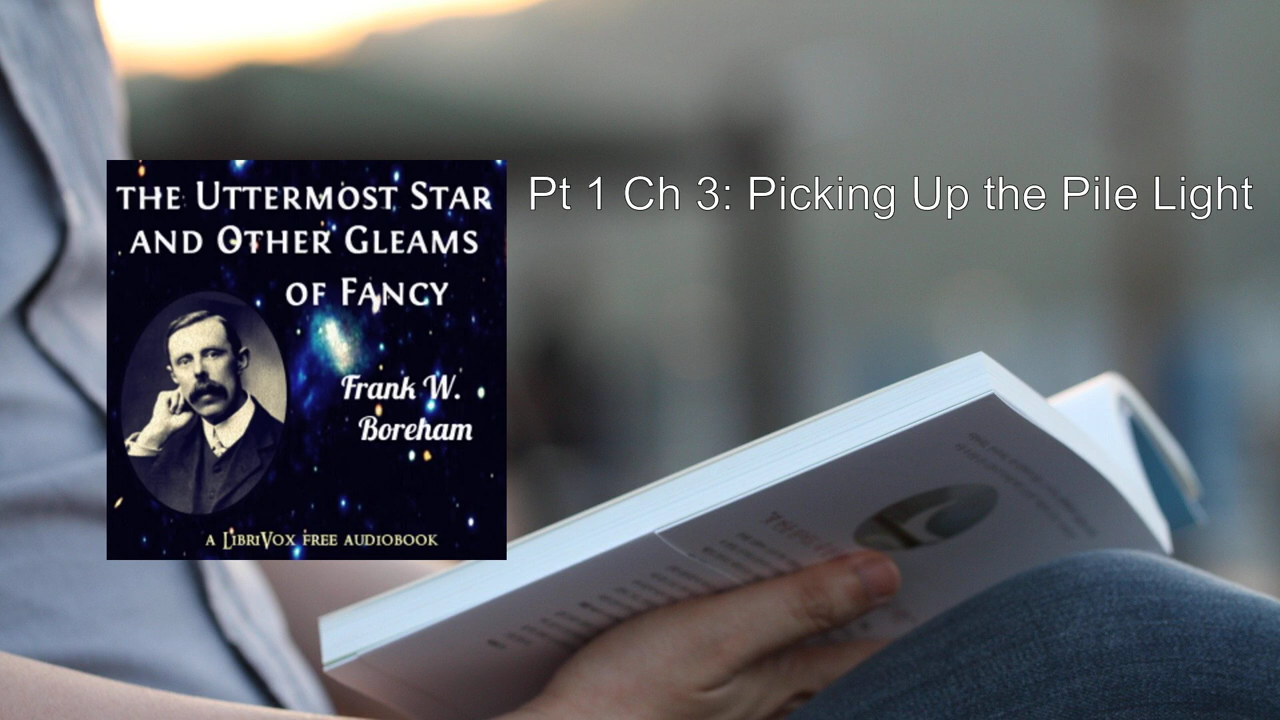 THE UTTERMOST STAR
AND OTHER GLEAMS
OF FANCY
Frank W.
Boreham
A LIBRIVOX FREE AUDIOBOOK
Pt 1 Ch 3: Picking Up the Pile Light